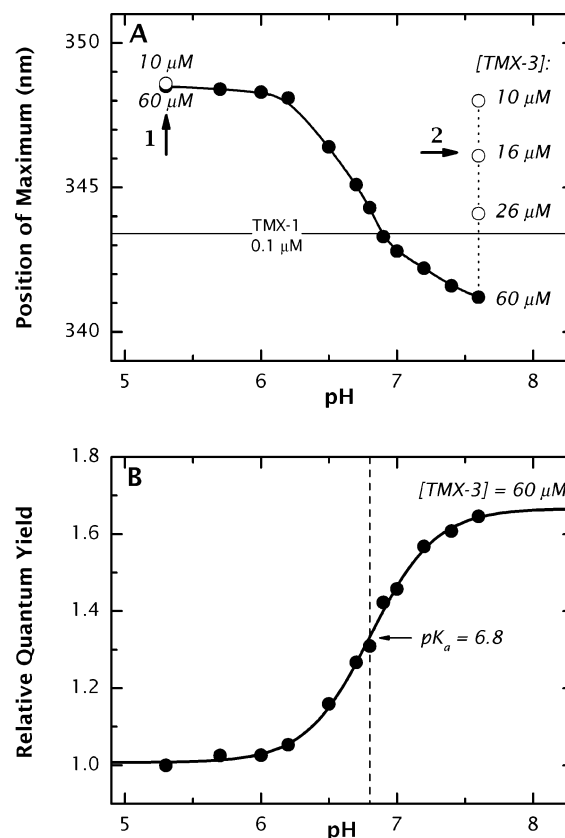 A
350
345
340
Position of Maximum (nm)
10 µM
60 µM
1
[TMX-3]:
10 µM
2
16 µM
26 µM
TMX-1
0.1 µM
60 µM
5
6
7
8
pH
B
1.8
1.6
1.4
1.2
1.0
Relative Quantum Yield
[TMX-3] = 60 µM
pKa = 6.8
5
6
7
8
pH